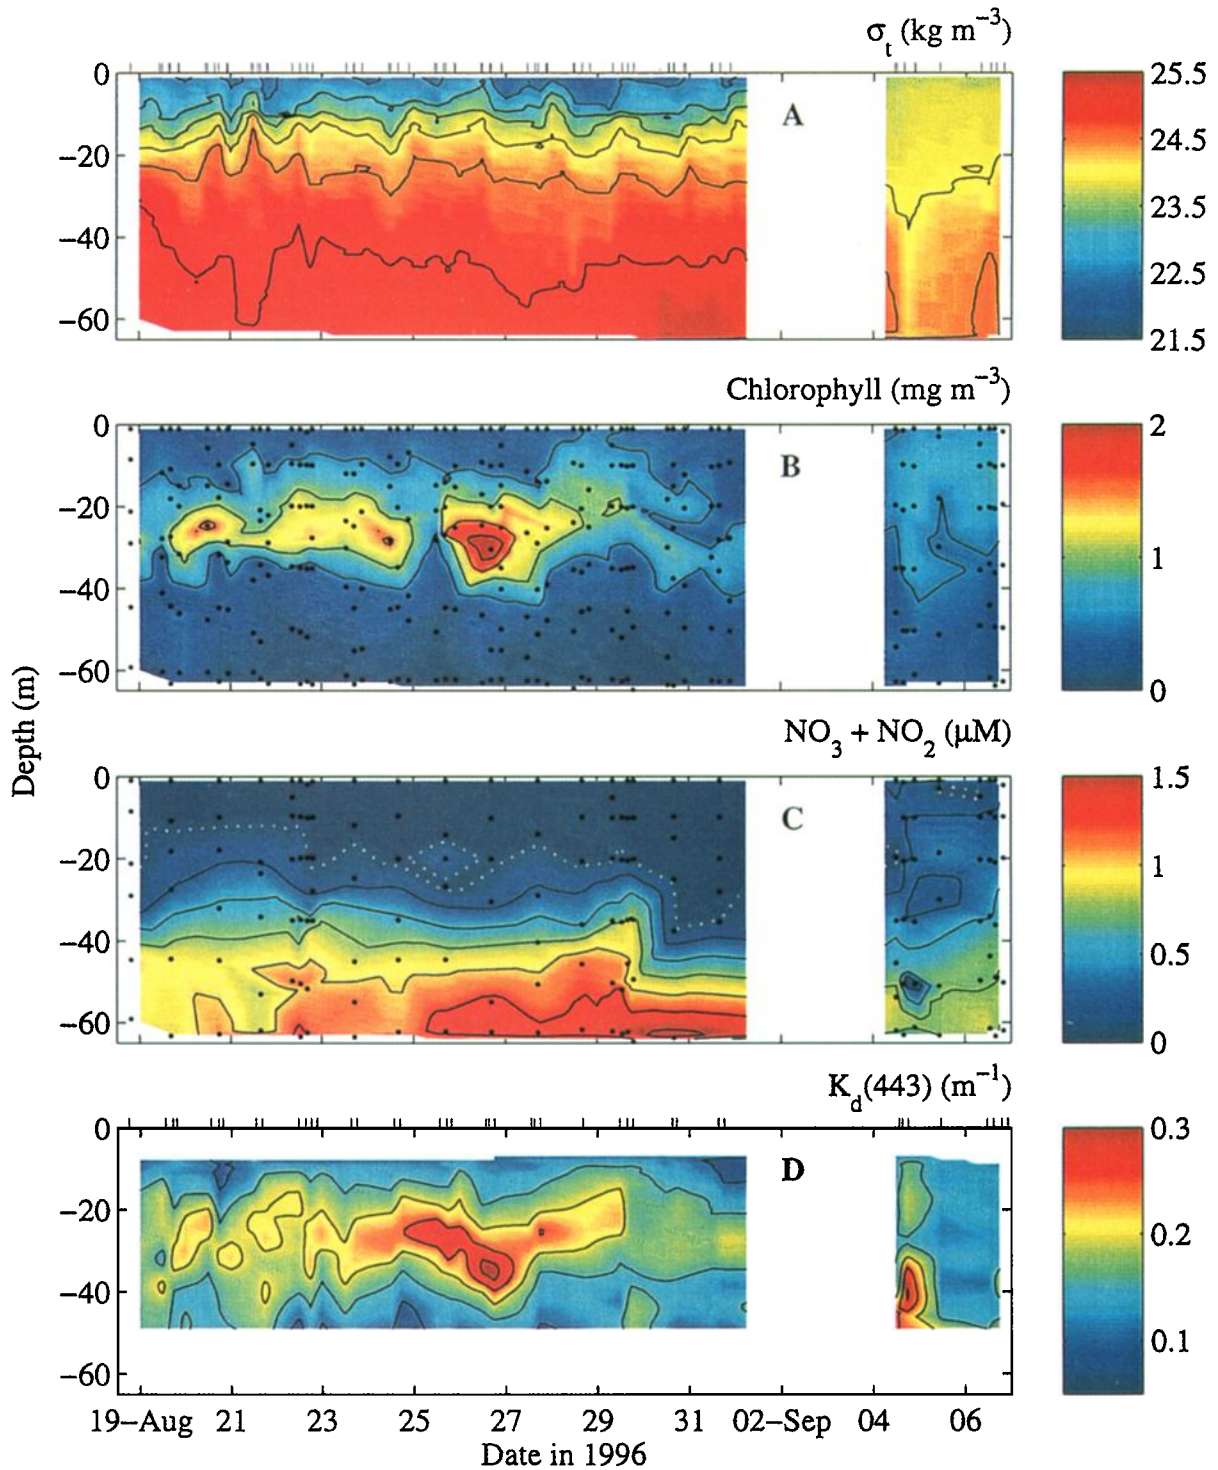 σt (kg m−3)
0
−20
−40
−60
A
25.5
24.5
23.5
22.5
21.5
Chlorophyll (mg m−3)
0
−20
−40
−60
B
2
1
0
NO3 + NO2 (μM)
0
−20
−40
−60
C
1.5
1
0.5
0
Kd(443) (m−1)
0
−20
−40
−60
D
0.3
0.2
0.1
Depth (m)
19−Aug 21 23 25 27 29 31 02−Sep 04 06
Date in 1996